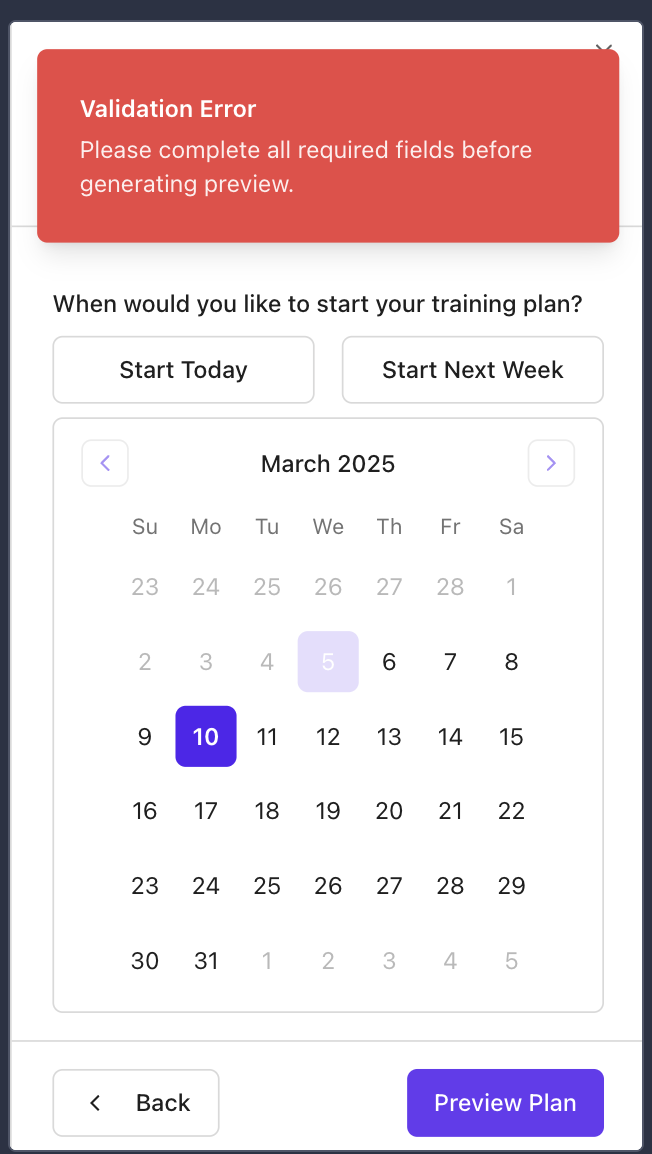 Validation Error
Please complete all required fields before
generating preview.
When would you like to start your training plan?
Start Today
Start Next Week
March 2025
Su Mo Tu We Th Fr Sa
23 24 25 26 27 28 1
2 3 4 5 6 7 8
9 10 11 12 13 14 15
16 17 18 19 20 21 22
23 24 25 26 27 28 29
30 31 1 2 3 4 5
Back
Preview Plan